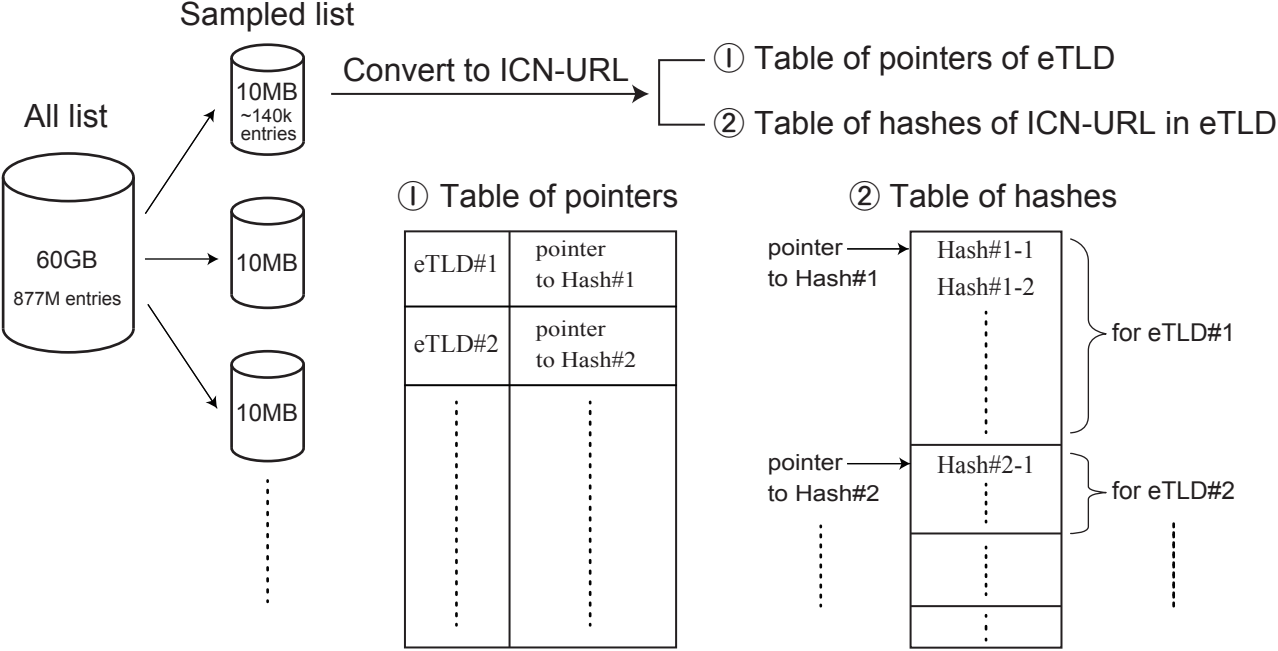 Sampled list
All list
60GB
877M entries
10MB
~140k
entries
10MB
10MB
Convert to ICN-URL
① Table of pointers of eTLD
② Table of hashes of ICN-URL in eTLD
① Table of pointers
eTLD#1
pointer
to Hash#1
eTLD#2
pointer
to Hash#2
② Table of hashes
pointer
to Hash#1
Hash#1-1
Hash#1-2
for eTLD#1
pointer
to Hash#2
Hash#2-1
for eTLD#2